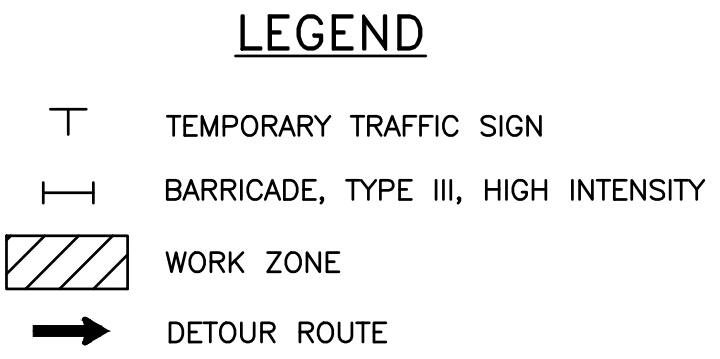 LEGEND
TEMPORARY TRAFFIC SIGN
BARRICADE, TYPE III, HIGH INTENSITY
WORK ZONE
DETOUR ROUTE